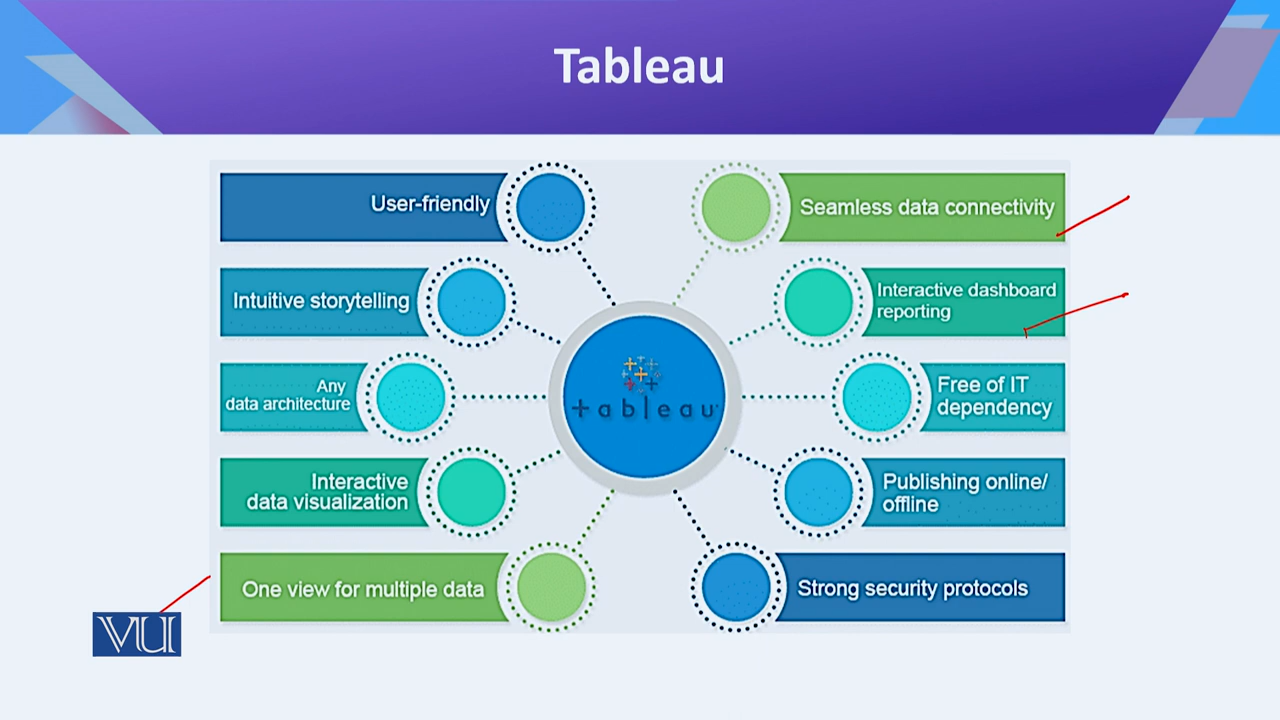 Tableau
User-friendly
Seamless data connectivity
Intuitive storytelling
Interactive dashboard
reporting
Any
data architecture
Free of IT
dependency
tableau
Interactive
data visualization
Publishing online/
offline
One view for multiple data
Strong security protocols
VU